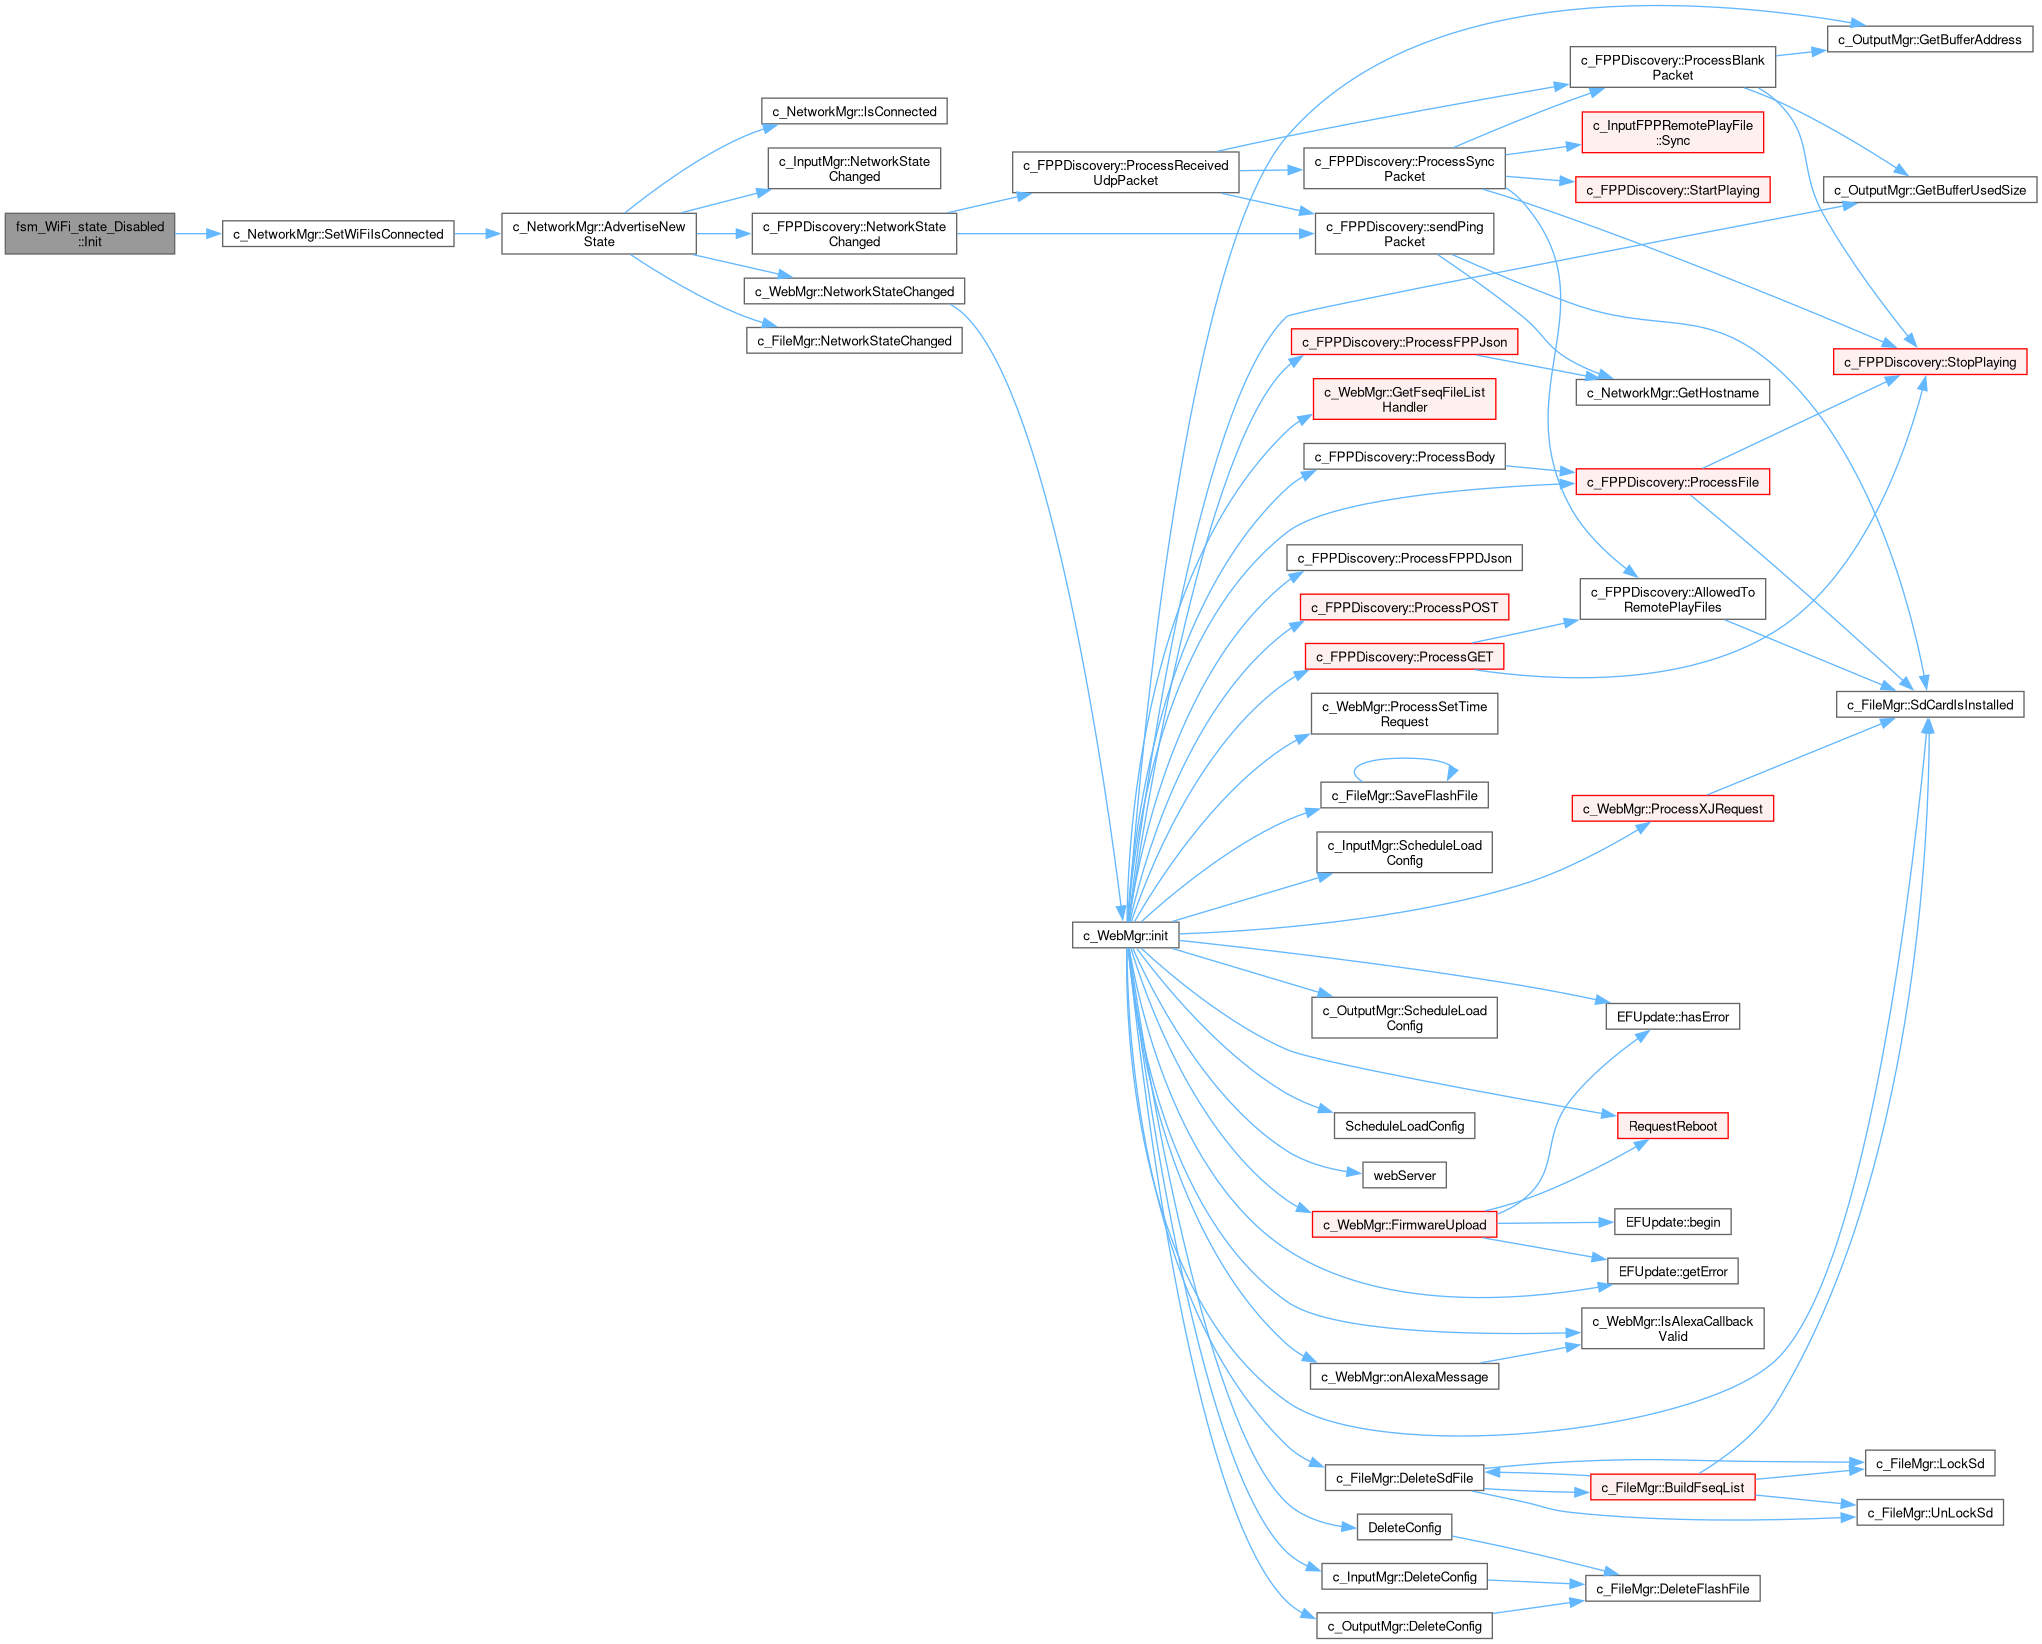 fsm_WiFi_state_Disabled
::Init
c_NetworkMgr::SetWiFiIsConnected
c_NetworkMgr::AdvertiseNew
State
c_NetworkMgr::IsConnected
c_InputMgr::NetworkState
Changed
c_FPPDiscovery::NetworkState
Changed
c_WebMgr::NetworkStateChanged
c_FileMgr::NetworkStateChanged
c_FPPDiscovery::ProcessReceived
UdpPacket
c_WebMgr::init
c_FPPDiscovery::ProcessSync
Packet
c_FPPDiscovery::sendPing
Packet
c_FPPDiscovery::ProcessFPPJson
c_WebMgr::GetFseqFileList
Handler
c_FPPDiscovery::ProcessBody
c_FPPDiscovery::ProcessFPPDJson
c_FPPDiscovery::ProcessPOST
c_FPPDiscovery::ProcessGET
c_WebMgr::ProcessSetTime
Request
c_FileMgr::SaveFlashFile
c_InputMgr::ScheduleLoad
Config
c_OutputMgr::ScheduleLoad
Config
ScheduleLoadConfig
webServer
c_WebMgr::FirmwareUpload
c_WebMgr::onAlexaMessage
c_FileMgr::DeleteSdFile
DeleteConfig
c_InputMgr::DeleteConfig
c_OutputMgr::DeleteConfig
c_FPPDiscovery::ProcessBlank
Packet
c_InputFPPRemotePlayFile
::Sync
c_FPPDiscovery::StartPlaying
c_NetworkMgr::GetHostname
c_FPPDiscovery::ProcessFile
c_FPPDiscovery::AllowedTo
RemotePlayFiles
c_WebMgr::ProcessXJRequest
EFUpdate::hasError
RequestReboot
EFUpdate::begin
EFUpdate::getError
c_WebMgr::IsAlexaCallback
Valid
c_FileMgr::BuildFseqList
c_FileMgr::DeleteFlashFile
c_OutputMgr::GetBufferAddress
c_OutputMgr::GetBufferUsedSize
c_FPPDiscovery::StopPlaying
c_FileMgr::SdCardIsInstalled
c_FileMgr::LockSd
c_FileMgr::UnLockSd